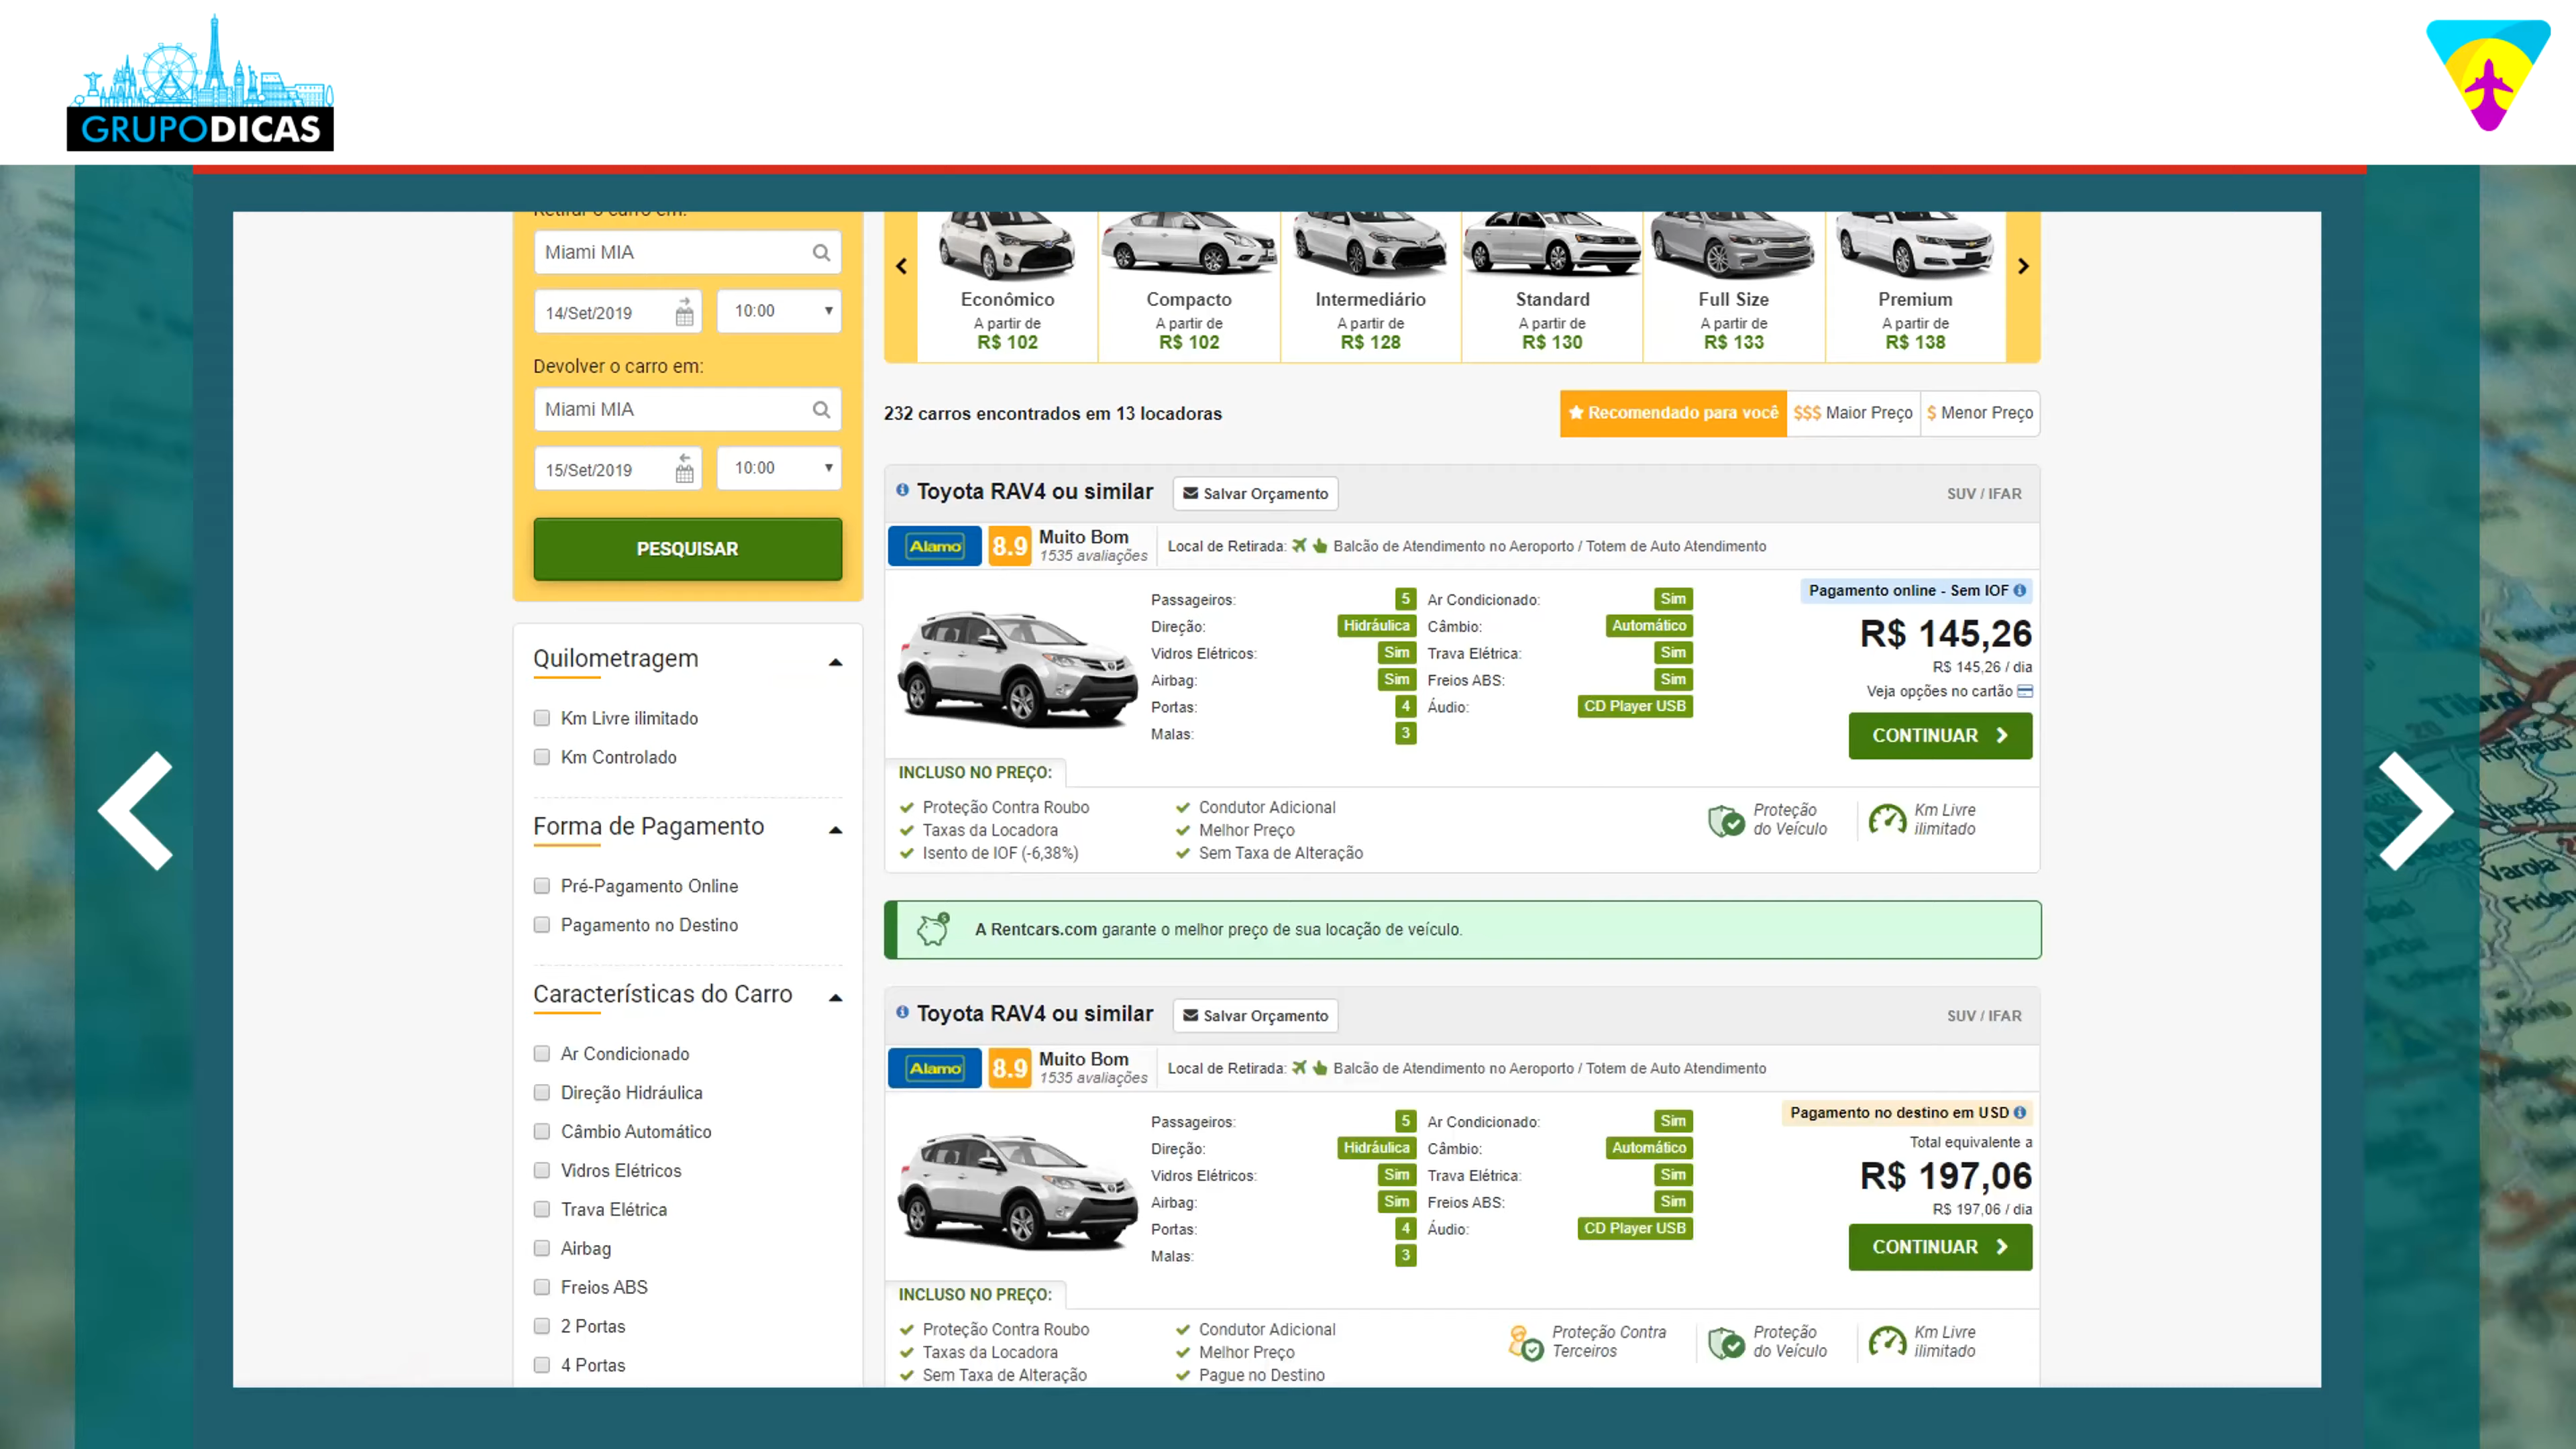 GRUPODICAS
Retirar o carro em:
Miami MIA
14/Set/2019
10:00
Devolver o carro em:
Miami MIA
15/Set/2019
10:00
PESQUISAR
Quilometragem
Km Livre ilimitado
Km Controlado
Forma de Pagamento
Pré-Pagamento Online
Pagamento no Destino
Características do Carro
Ar Condicionado
Direção Hidráulica
Câmbio Automático
Vidros Elétricos
Trava Elétrica
Airbag
Freios ABS
2 Portas
4 Portas
Econômico
A partir de
R$ 102
Compacto
A partir de
R$ 102
Intermediário
A partir de
R$ 128
Standard
A partir de
R$ 130
Full Size
A partir de
R$ 133
Premium
A partir de
R$ 138
232 carros encontrados em 13 locadoras
Recomendado para você
$$$ Maior Preço
$ Menor Preço
Toyota RAV4 ou similar
Salvar Orçamento
SUV / IFAR
Alamo
8.9
Muito Bom
1535 avaliações
Local de Retirada: Balcão de Atendimento no Aeroporto / Totem de Auto Atendimento
Passageiros: 5
Direção: Hidráulica
Vidros Elétricos: Sim
Airbag: Sim
Portas: 4
Malas: 3
Ar Condicionado: Sim
Câmbio: Automático
Trava Elétrica: Sim
Freios ABS: Sim
Áudio: CD Player USB
Pagamento online - Sem IOF
R$ 145,26
R$ 145,26 / dia
Veja opções no cartão
CONTINUAR
INCLUSO NO PREÇO:
Proteção Contra Roubo
Taxas da Locadora
Isento de IOF (-6,38%)
Condutor Adicional
Melhor Preço
Sem Taxa de Alteração
Proteção
do Veículo
Km Livre
ilimitado
A Rentcars.com garante o melhor preço de sua locação de veículo.
Toyota RAV4 ou similar
Salvar Orçamento
SUV / IFAR
Alamo
8.9
Muito Bom
1535 avaliações
Local de Retirada: Balcão de Atendimento no Aeroporto / Totem de Auto Atendimento
Passageiros: 5
Direção: Hidráulica
Vidros Elétricos: Sim
Airbag: Sim
Portas: 4
Malas: 3
Ar Condicionado: Sim
Câmbio: Automático
Trava Elétrica: Sim
Freios ABS: Sim
Áudio: CD Player USB
Pagamento no destino em USD
Total equivalente a
R$ 197,06
R$ 197,06 / dia
CONTINUAR
INCLUSO NO PREÇO:
Proteção Contra Roubo
Taxas da Locadora
Sem Taxa de Alteração
Condutor Adicional
Melhor Preço
Pague no Destino
Proteção Contra
Terceiros
Proteção
do Veículo
Km Livre
ilimitado
Varola